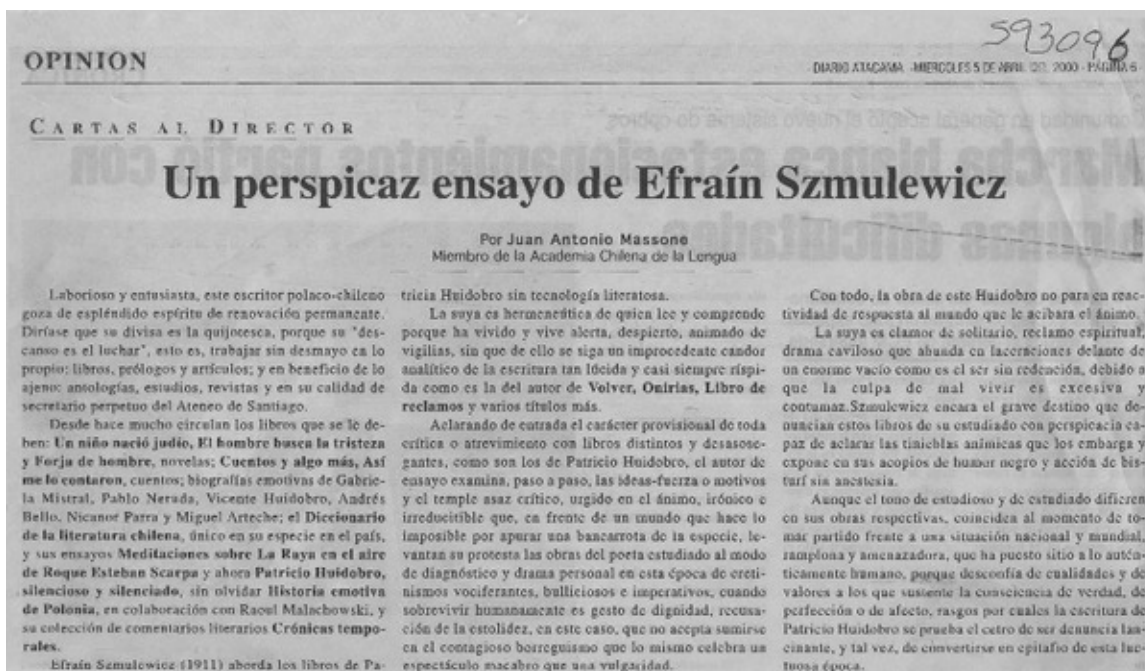 593096
OPINION
DIARIO ATACAMA - MIERCOLES 5 DE ABRIL DEL 2000 - PAGINA 6 -
CARTAS AL DIRECTOR
Un perspicaz ensayo de Efraín Szmulewicz
Por Juan Antonio Massone
Miembro de la Academia Chilena de la Lengua
Laborioso y entusiasta, este escritor polaco-chileno
goza de espléndido espíritu de renovación permanente.
Diríase que su divisa es la quijotesca, porque su "des-
canso es el luchar", esto es, trabajar sin desmayo en lo
propio: libros, prólogos y artículos; y en beneficio de lo
ajeno: antologías, estudios, revistas y en su calidad de
secretario perpetuo del Ateneo de Santiago.
Desde hace mucho circulan los libros que se le de-
ben: Un niño nació judío, El hombre busca la tristeza
y Forja de hombre, novelas; Cuentos y algo más, Así
me lo contaron, cuentos; biografías emotivas de Gabrie-
la Mistral, Pablo Neruda, Vicente Huidobro, Andrés
Bello, Nicanor Parra y Miguel Arteche; el Diccionario
de la literatura chilena, único en su especie en el país,
y sus ensayos Meditaciones sobre La Raya en el aire
de Roque Esteban Scarpa y ahora Patricio Huidobro,
silencioso y silenciado, sin olvidar Historia emotiva
de Polonia, en colaboración con Raoul Malachowski, y
su colección de comentarios literarios Crónicas tempo-
rales.
Efraín Szmulewicz (1911) aborda los libros de Pa-
tricia Huidobro sin tecnología literatosa.
La suya es hermenéutica de quien lee y comprende
porque ha vivido y vive alerta, despierto, animado de
vigilias, sin que de ello se siga un improcedente candor
analítico de la escritura tan lúcida y casi siempre ríspi-
da como es la del autor de Volver, Onirias, Libro de
reclamos y varios títulos más.
Aclarando de entrada el carácter provisional de toda
crítica o atrevimiento con libros distintos y desasose-
gantes, como son los de Patricio Huidobro, el autor de
ensayo examina, paso a paso, las ideas-fuerza o motivos
y el temple asaz crítico, urgido en el ánimo, irónico e
irreductible que, en frente de un mundo que hace lo
imposible por apurar una bancarrota de la especie, le-
vantan su protesta las obras del poeta estudiado al modo
de diagnóstico y drama personal en esta época de creti-
nismos vociferantes, bulliciosos e imperativos, cuando
sobrevivir humanamente es gesto de dignidad, recusa-
ción de la estolidez, en este caso, que no acepta sumirse
en el contagioso borreguismo que lo mismo celebra un
espectáculo macabro que una vulgaridad.
Con todo, la obra de este Huidobro no para en reac-
tividad de respuesta al mundo que le acibara el ánimo.
La suya es clamor de solitario, reclamo espiritual,
drama caviloso que abunda en laceraciones delante de
un enorme vacío como es el ser sin redención, debido a
que la culpa de mal vivir es excesiva y
contumaz.Szmulewicz encara el grave destino que de-
nuncian estos libros de su estudiado con perspicacia ca-
paz de aclarar las tinieblas anímicas que los embarga y
expone en sus acopios de humor negro y acción de bis-
turí sin anestesia.
Aunque el tono de estudioso y de estudiado difieren
en sus obras respectivas, coinciden al momento de to-
mar partido frente a una situación nacional y mundial,
ramplona y amenazadora, que ha puesto sitio a lo autén-
ticamente humano, porque desconfía de cualidades y de
valores a los que sustente la consciencia de verdad, de
perfección o de afecto, rasgos por cuales la escritura de
Patricio Huidobro se prueba el cetro de ser denuncia lan-
cinante, y tal vez, de convertirse en epitafio de esta luc-
tuosa época.